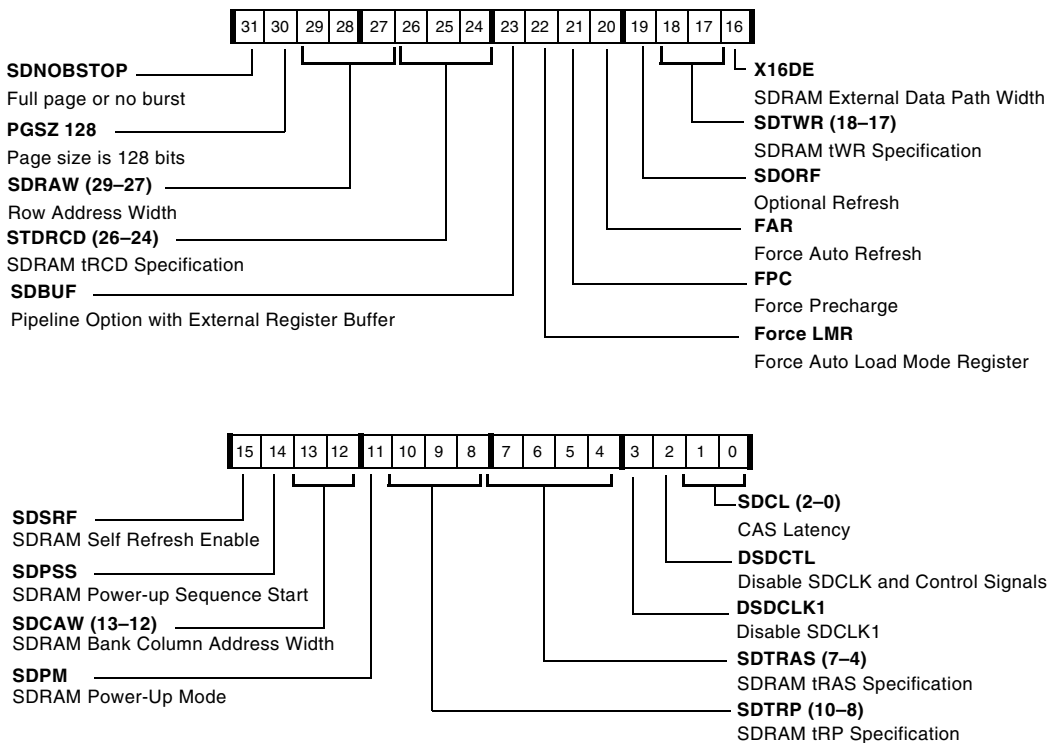 31 30 29 28 27 26 25 24 23 22 21 20 19 18 17 16
SDNOBSTOP
Full page or no burst
PGSZ 128
Page size is 128 bits
SDRAW (29–27)
Row Address Width
STDRCD (26–24)
SDRAM tRCD Specification
SDBUF
Pipeline Option with External Register Buffer
X16DE
SDRAM External Data Path Width
SDTWR (18–17)
SDRAM tWR Specification
SDORF
Optional Refresh
FAR
Force Auto Refresh
FPC
Force Precharge
Force LMR
Force Auto Load Mode Register
15 14 13 12 11 10 9 8 7 6 5 4 3 2 1 0
SDSRF
SDRAM Self Refresh Enable
SDPSS
SDRAM Power-up Sequence Start
SDCAW (13–12)
SDRAM Bank Column Address Width
SDPM
SDRAM Power-Up Mode
SDCL (2–0)
CAS Latency
DSDCTL
Disable SDCLK and Control Signals
DSDCLK1
Disable SDCLK1
SDTRAS (7–4)
SDRAM tRAS Specification
SDTRP (10–8)
SDRAM tRP Specification